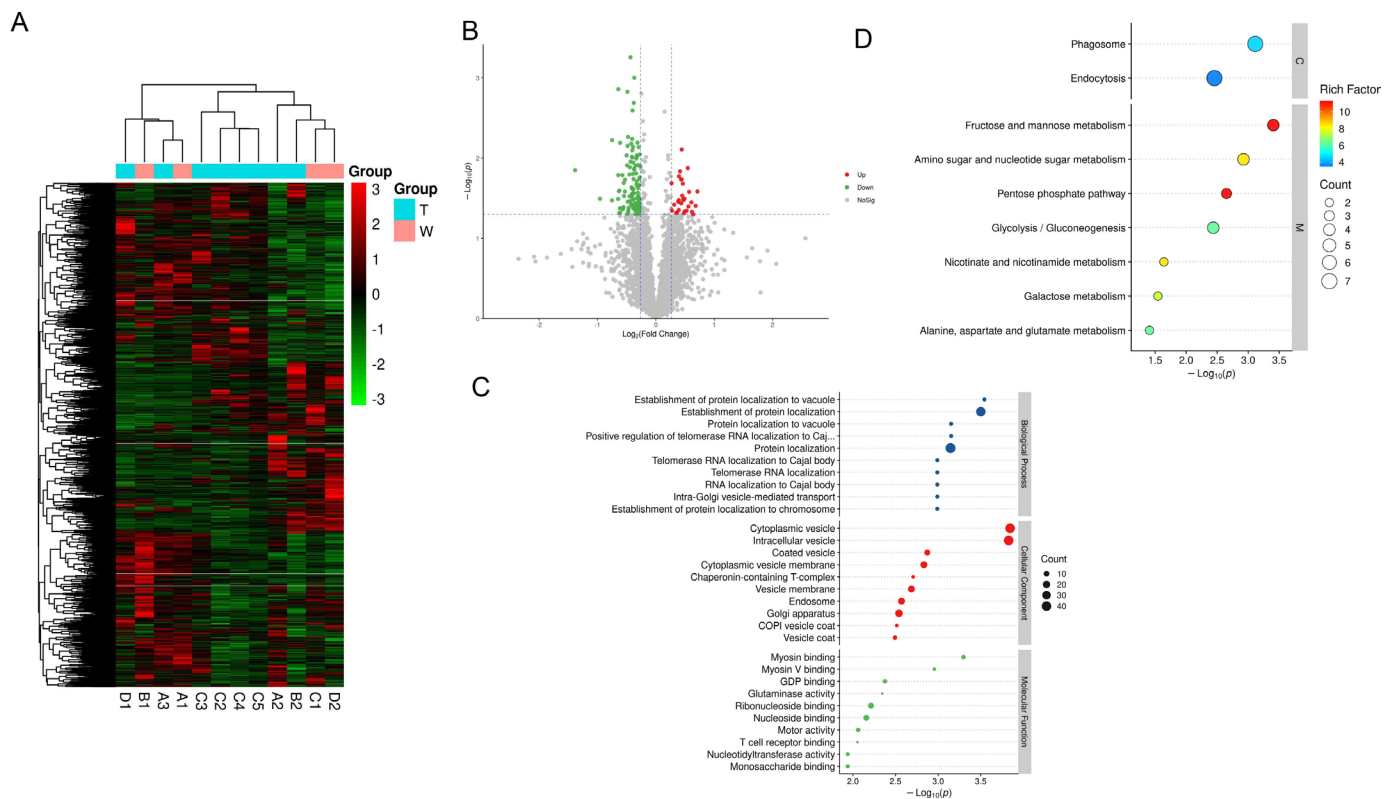 A
Group
3
2
1
0
-1
-2
-3
Group
T
W
D1
B1
A3
A1
C3
C2
C4
C5
A2
B2
C1
D2
B
−Log10(p)
3
2
1
0
-2
-1
0
1
2
Log2(Fold Change)
Up
Down
NoSig
C
Establishment of protein localization to vacuole
Establishment of protein localization
Protein localization to vacuole
Positive regulation of telomerase RNA localization to Caj...
Protein localization
Telomerase RNA localization to Cajal body
Telomerase RNA localization
RNA localization to Cajal body
Intra-Golgi vesicle-mediated transport
Establishment of protein localization to chromosome
Biological Process
Cytoplasmic vesicle
Intracellular vesicle
Coated vesicle
Cytoplasmic vesicle membrane
Chaperonin-containing T-complex
Vesicle membrane
Endosome
Golgi apparatus
COPI vesicle coat
Vesicle coat
Cellular Component
Myosin binding
Myosin V binding
GDP binding
Glutaminase activity
Ribonucleoside binding
Nucleoside binding
Motor activity
T cell receptor binding
Nucleotidyltransferase activity
Monosaccharide binding
Molecular Function
2.0
2.5
3.0
3.5
−Log10(p)
Count
10
20
30
40
D
Phagosome
Endocytosis
C
Fructose and mannose metabolism
Amino sugar and nucleotide sugar metabolism
Pentose phosphate pathway
Glycolysis / Gluconeogenesis
Nicotinate and nicotinamide metabolism
Galactose metabolism
Alanine, aspartate and glutamate metabolism
M
1.5
2.0
2.5
3.0
3.5
−Log10(p)
Rich Factor
10
8
6
4
Count
2
3
4
5
6
7